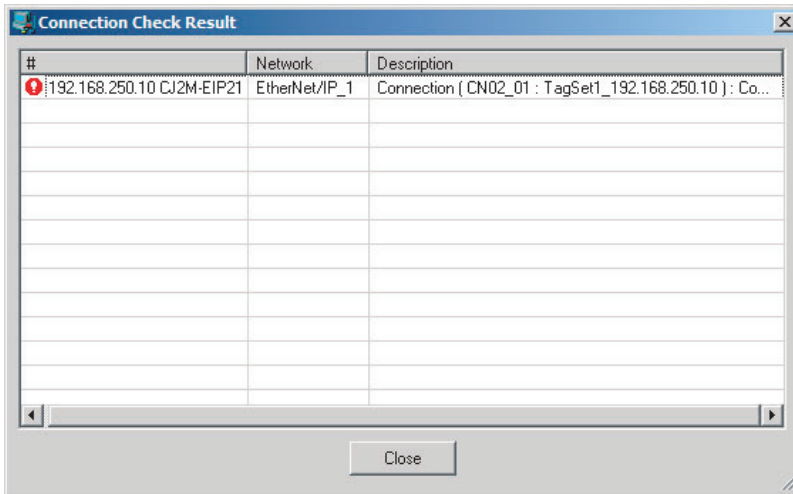 Connection Check Result
# Network Description
192.168.250.10 CJ2M-EIP21 EtherNet/IP_1 Connection ( CN02_01 : TagSet1_192.168.250.10 ) : Co...
Close